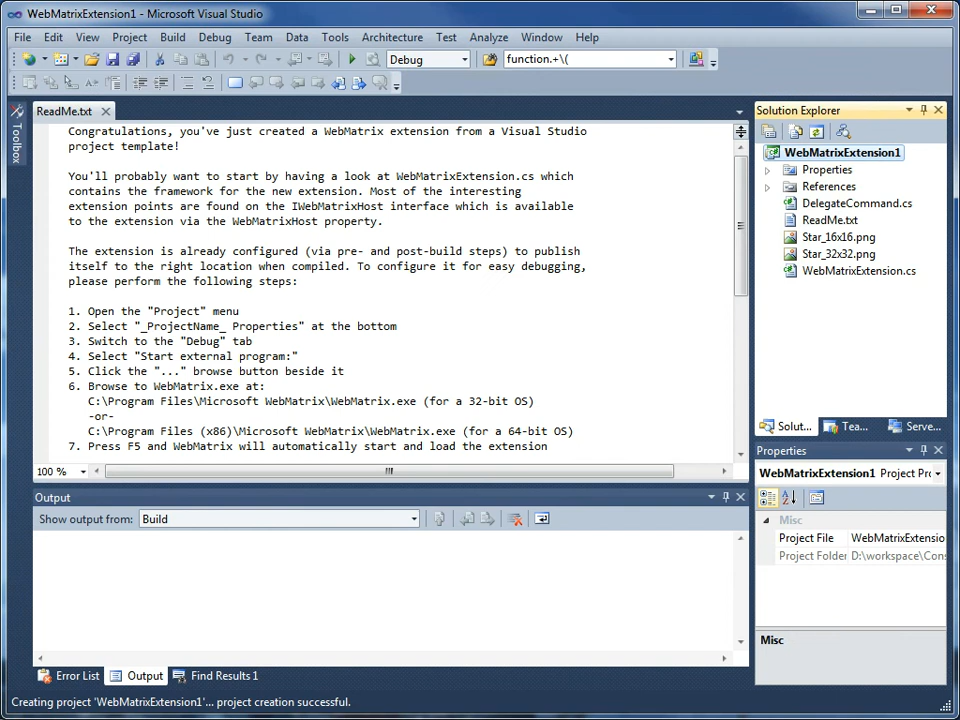 WebMatrixExtension1 - Microsoft Visual Studio
File Edit View Project Build Debug Team Data Tools Architecture Test Analyze Window Help
Debug function.+\(
Toolbox
ReadMe.txt
Congratulations, you've just created a WebMatrix extension from a Visual Studio
project template!
You'll probably want to start by having a look at WebMatrixExtension.cs which
contains the framework for the new extension. Most of the interesting
extension points are found on the IWebMatrixHost interface which is available
to the extension via the WebMatrixHost property.
The extension is already configured (via pre- and post-build steps) to publish
itself to the right location when compiled. To configure it for easy debugging,
please perform the following steps:
1. Open the "Project" menu
2. Select "_ProjectName_ Properties" at the bottom
3. Switch to the "Debug" tab
4. Select "Start external program:"
5. Click the "..." browse button beside it
6. Browse to WebMatrix.exe at:
C:\Program Files\Microsoft WebMatrix\WebMatrix.exe (for a 32-bit OS)
-or-
C:\Program Files (x86)\Microsoft WebMatrix\WebMatrix.exe (for a 64-bit OS)
7. Press F5 and WebMatrix will automatically start and load the extension
100 %
Output
Show output from: Build
Error List Output Find Results 1
Solution Explorer
WebMatrixExtension1
Properties
References
DelegateCommand.cs
ReadMe.txt
Star_16x16.png
Star_32x32.png
WebMatrixExtension.cs
Solut... Tea... Serve...
Properties
WebMatrixExtension1 Project Pr
Misc
Project File WebMatrixExtensio
Project Folder D:\workspace\Con
Misc
Creating project 'WebMatrixExtension1'... project creation successful.